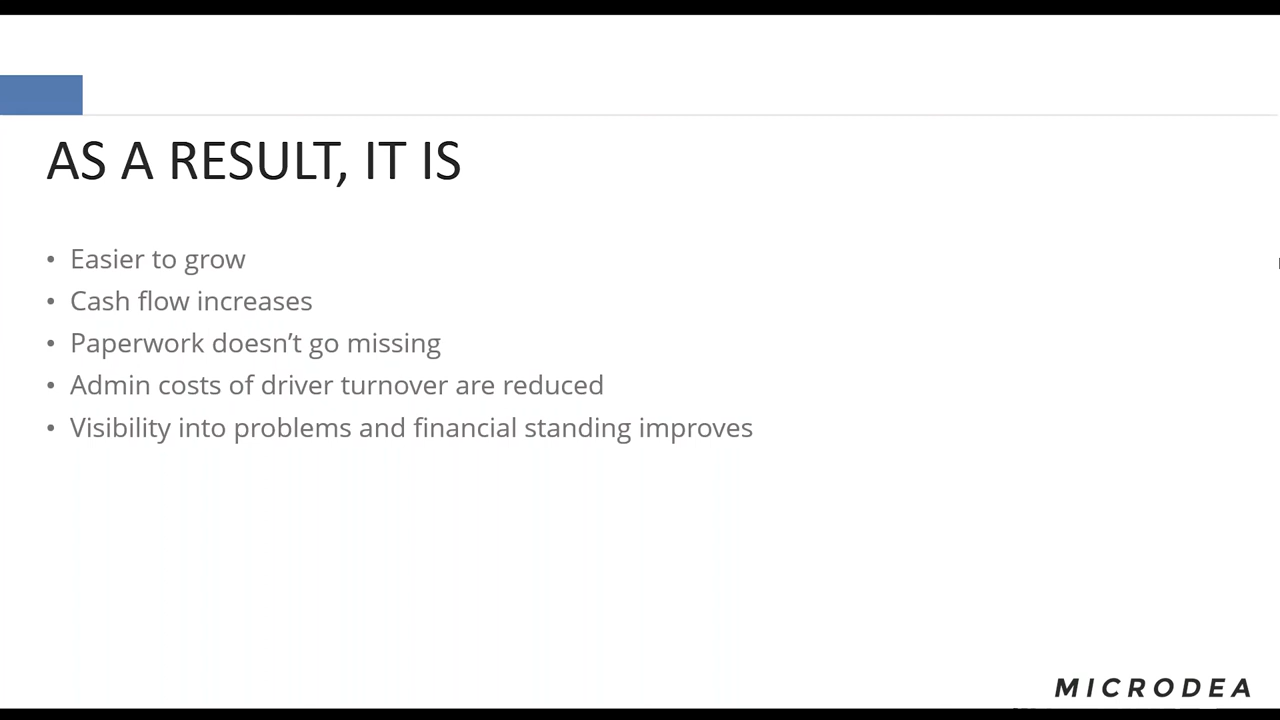 AS A RESULT, IT IS
• Easier to grow
• Cash flow increases
• Paperwork doesn’t go missing
• Admin costs of driver turnover are reduced
• Visibility into problems and financial standing improves
MICRODEA